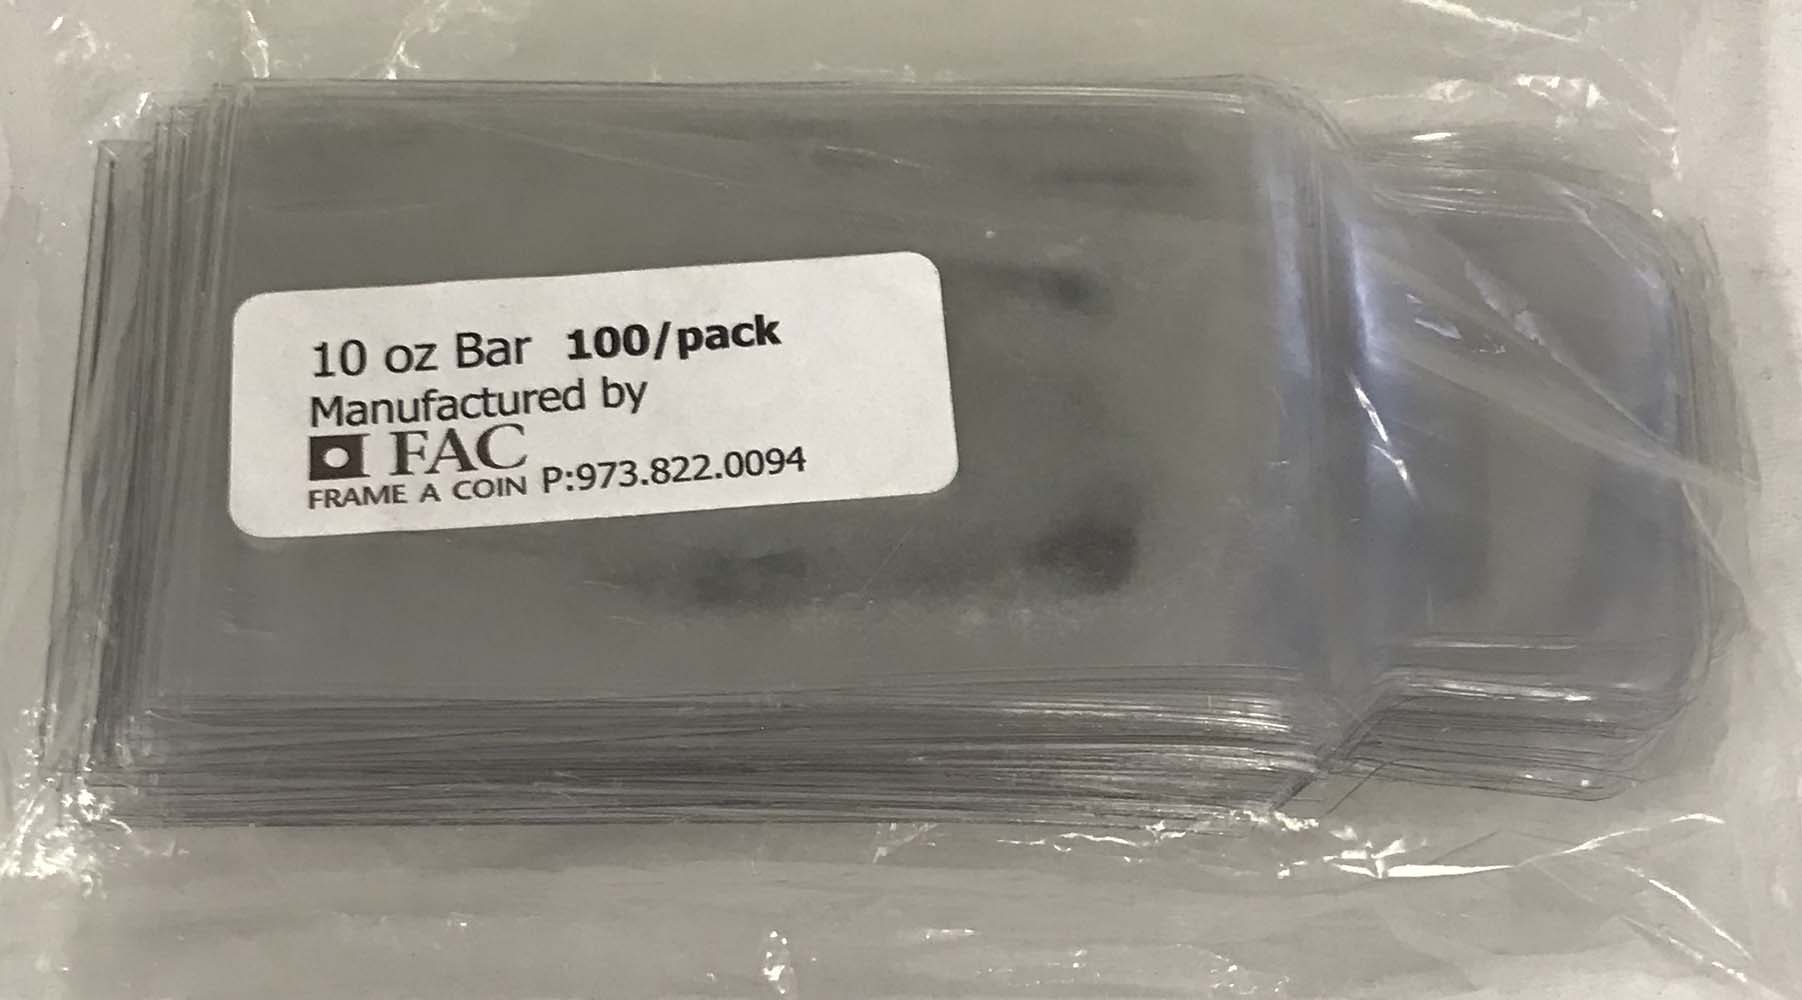 10 oz Bar 100/pack
Manufactured by
FAC
FRAME A COIN P:973.822.0094